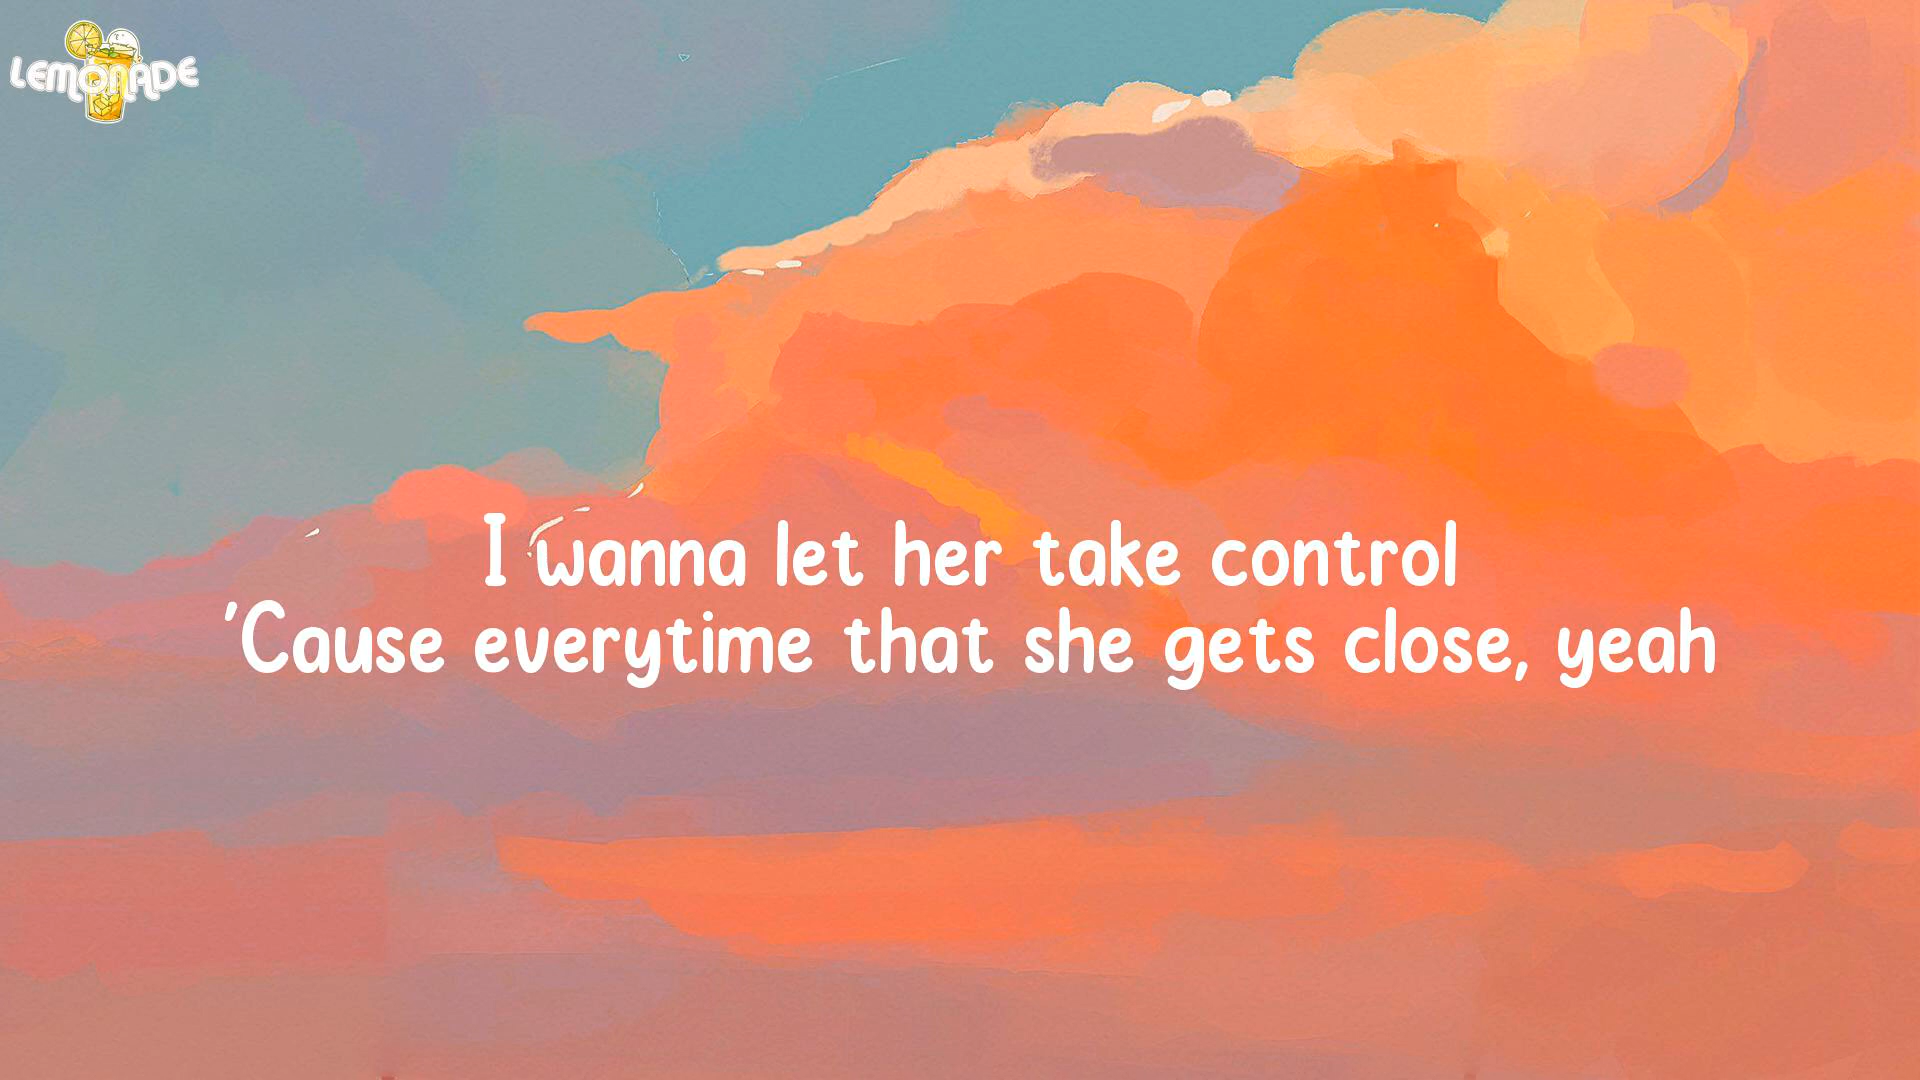 LEMONADE
I wanna let her take control
'Cause everytime that she gets close, yeah